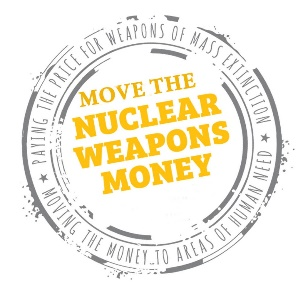 PAYING THE PRICE FOR WEAPONS OF MASS EXTINCTION
MOVE THE
NUCLEAR
WEAPONS
MONEY
MOVING THE MONEY..TO AREAS OF HUMAN NEED